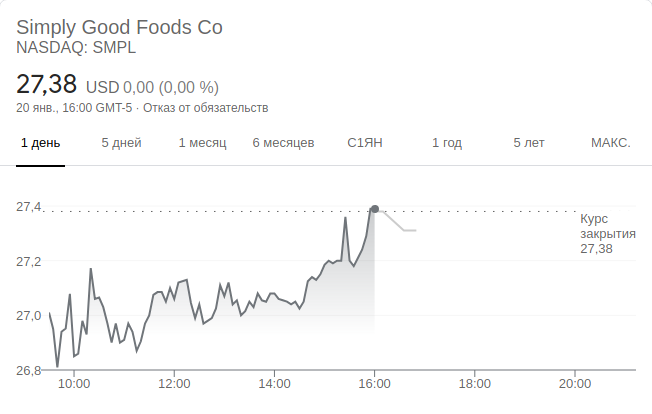 Simply Good Foods Co
NASDAQ: SMPL
27,38 USD 0,00 (0,00 %)
20 янв., 16:00 GMT-5 · Отказ от обязательств
1 день 5 дней 1 месяц 6 месяцев С1ЯН 1 год 5 лет МАКС.
27,4
Курс
закрытия
27,38
27,2
27,0
26,8
10:00 12:00 14:00 16:00 18:00 20:00